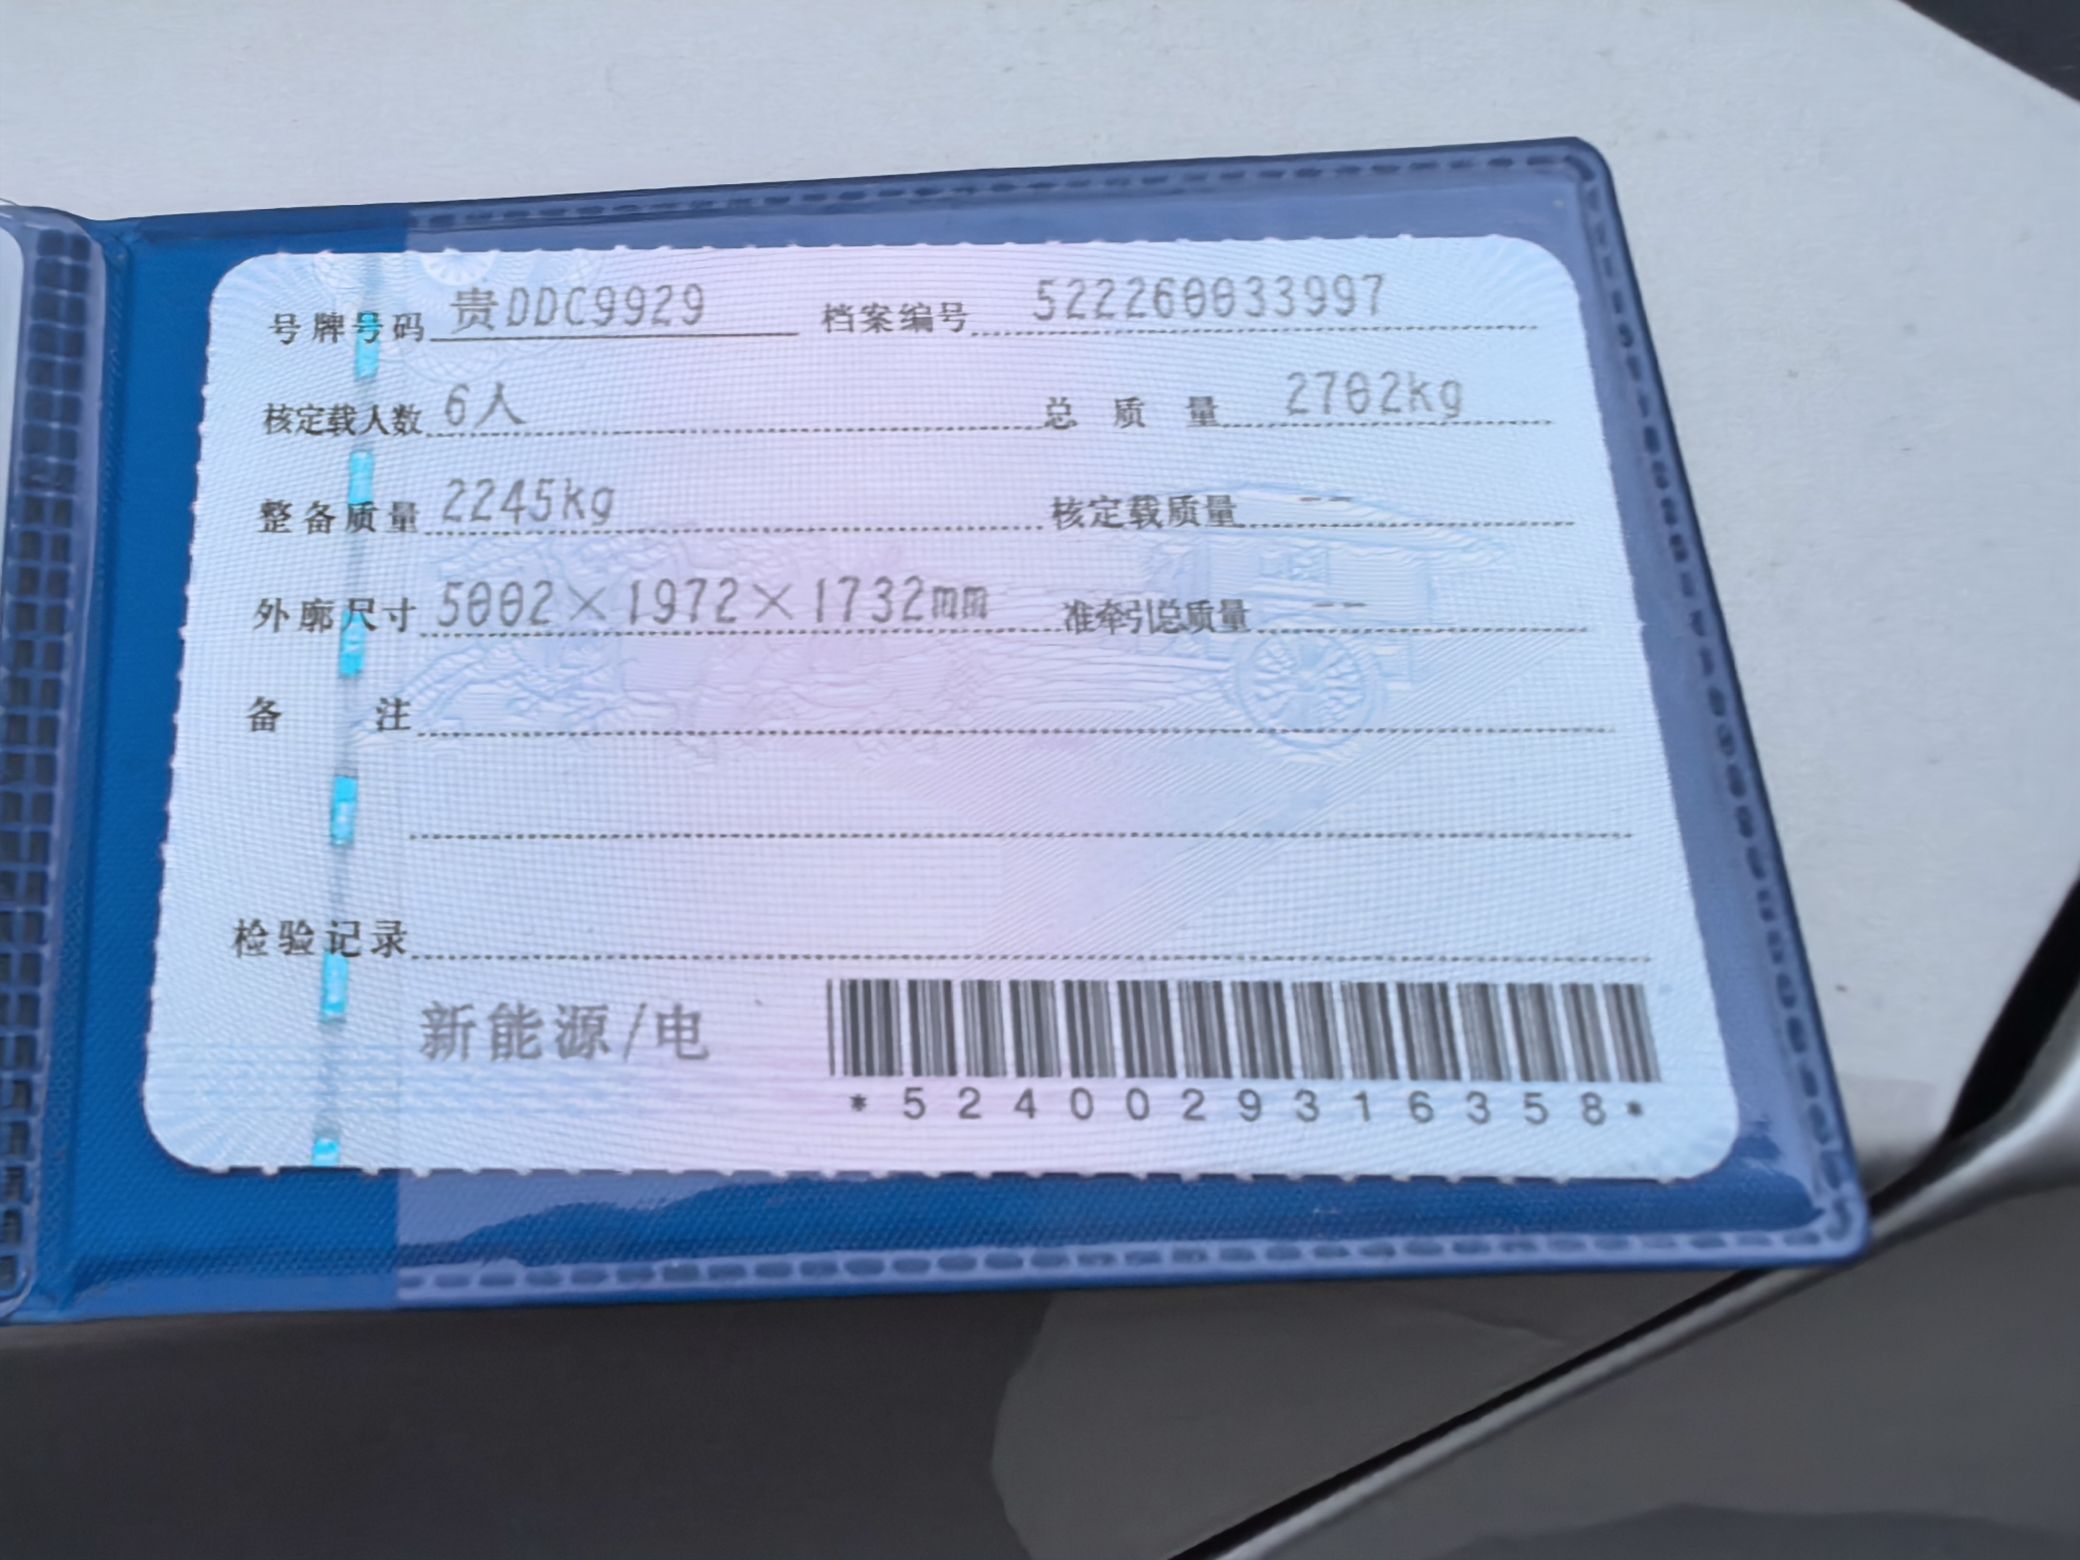 号牌号码 贵DDC9929 档案编号 522260033997
核定载人数 6人 总质量 2702kg
整备质量 2245kg 核定载质量 --
外廓尺寸 5002×1972×1732mm 准牵引总质量 --
备注
检验记录
新能源/电
*5240029316358*